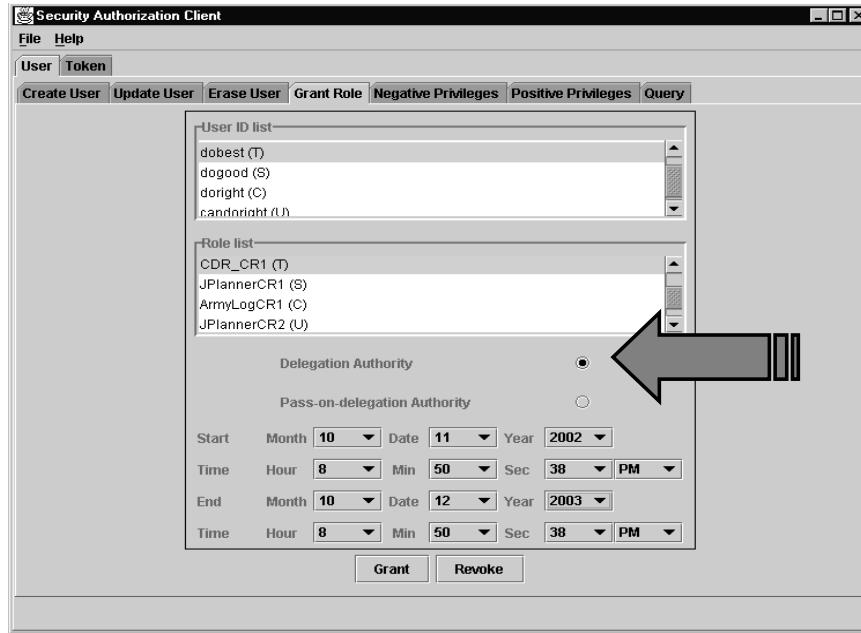 Security Authorization Client
File Help
User Token
Create User Update User Erase User Grant Role Negative Privileges Positive Privileges Query
User ID list
dobest (T)
dogood (S)
doright (C)
candoright (U)
Role list
CDR_CR1 (T)
JPlannerCR1 (S)
ArmyLogCR1 (C)
JPlannerCR2 (U)
Delegation Authority
Pass-on-delegation Authority
Start Month 10 Date 11 Year 2002
Time Hour 8 Min 50 Sec 38 PM
End Month 10 Date 12 Year 2003
Time Hour 8 Min 50 Sec 38 PM
Grant Revoke